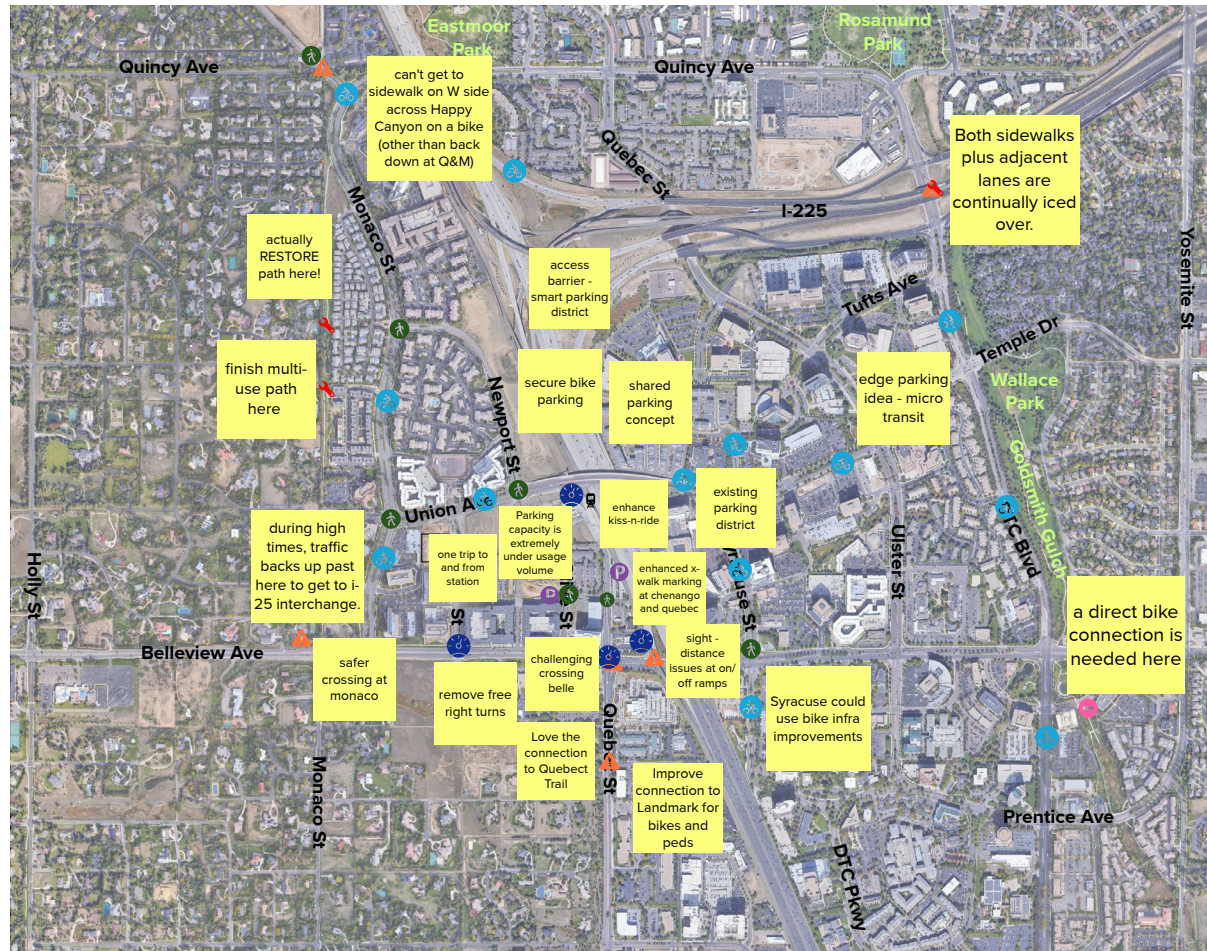 Eastmoor
Park
Rosamund
Park
Quincy Ave
Quincy Ave
can't get to
sidewalk on W side
across Happy
Canyon on a bike
(other than back
down at Q&M)
Both sidewalks
plus adjacent
lanes are
continually iced
over.
Quebec St
I-225
Monaco St
actually
RESTORE
path here!
access
barrier -
smart parking
district
Tufts Ave
Yosemite St
Temple Dr
finish multi-
use path
here
Newport St
secure bike
parking
shared
parking
concept
edge parking
idea - micro
transit
Wallace
Park
Goldsmith Gulch
Union A
during high
times, traffic
backs up past
here to get to i-
25 interchange.
one trip to
and from
station
Parking
capacity is
extremely
under usage
volume
enhance
kiss-n-ride
existing
parking
district
enhanced x-
walk marking
at chenango
and quebec
use St
Ulster St
TC Blvd
Holly St
St
St
Belleview Ave
safer
crossing at
monaco
remove free
right turns
challenging
crossing
belle
sight -
distance
issues at on/
off ramps
a direct bike
connection is
needed here
Love the
connection
to Quebect
Trail
Quebe St
Improve
connection to
Landmark for
bikes and
peds
Syracuse could
use bike infra
improvements
Monaco St
Prentice Ave
DTC Pkwy